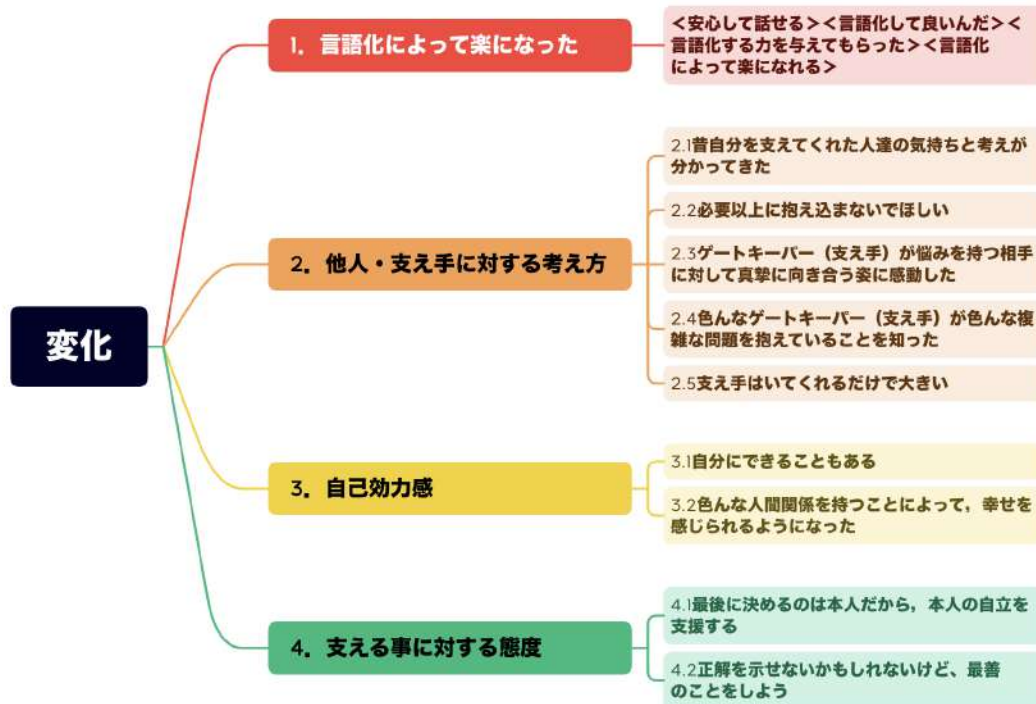 変化
1．言語化によって楽になった
＜安心して話せる＞＜言語化して良いんだ＞＜
言語化する力を与えてもらった＞＜言語化
によって楽になれる＞
2．他人・支え手に対する考え方
2.1昔自分を支えてくれた人達の気持ちと考えが
分かってきた
2.2必要以上に抱え込まないでほしい
2.3ゲートキーパー（支え手）が悩みを持つ相手
に対して真摯に向き合う姿に感動した
2.4色んなゲートキーパー（支え手）が色んな複
雑な問題を抱えていることを知った
2.5支え手はいてくれるだけで大きい
3．自己効力感
3.1自分にできることもある
3.2色んな人間関係を持つことによって，幸せを
感じられるようになった
4．支える事に対する態度
4.1最後に決めるのは本人だから，本人の自立を
支援する
4.2正解を示せないかもしれないけど、最善
のことをしよう